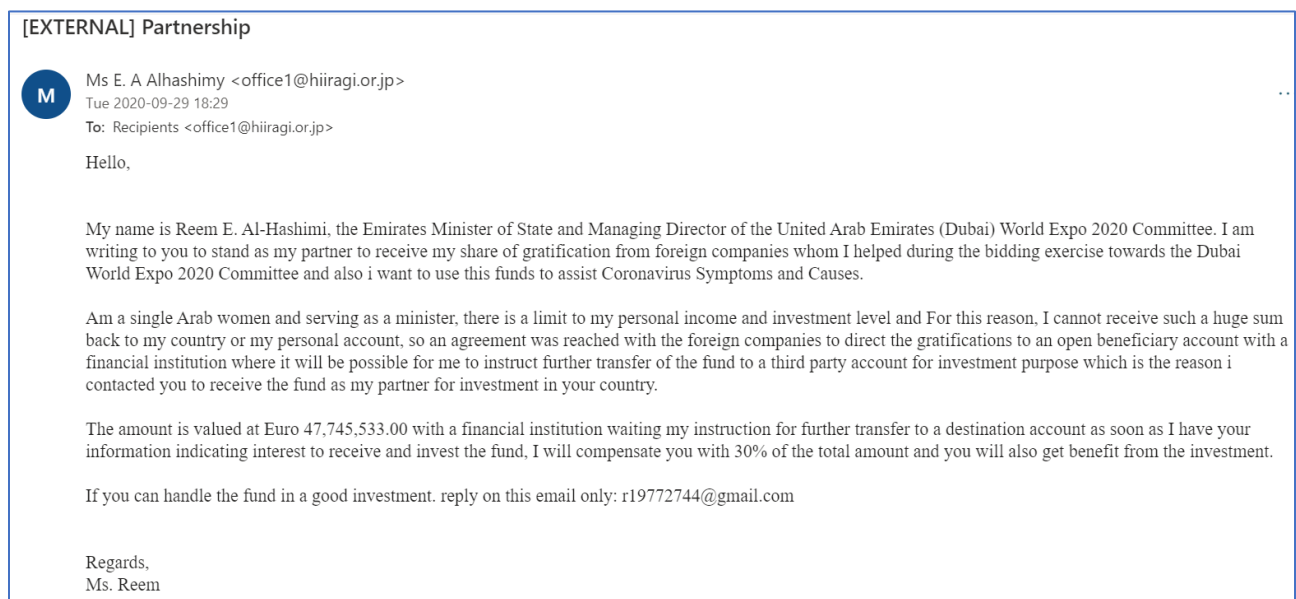 [EXTERNAL] Partnership
M
Ms E. A Alhashimy <office1@hiiragi.or.jp>
Tue 2020-09-29 18:29
To: Recipients <office1@hiiragi.or.jp>
Hello,
My name is Reem E. Al-Hashimi, the Emirates Minister of State and Managing Director of the United Arab Emirates (Dubai) World Expo 2020 Committee. I am
writing to you to stand as my partner to receive my share of gratification from foreign companies whom I helped during the bidding exercise towards the Dubai
World Expo 2020 Committee and also i want to use this funds to assist Coronavirus Symptoms and Causes.
Am a single Arab women and serving as a minister, there is a limit to my personal income and investment level and For this reason, I cannot receive such a huge sum
back to my country or my personal account, so an agreement was reached with the foreign companies to direct the gratifications to an open beneficiary account with a
financial institution where it will be possible for me to instruct further transfer of the fund to a third party account for investment purpose which is the reason i
contacted you to receive the fund as my partner for investment in your country.
The amount is valued at Euro 47,745,533.00 with a financial institution waiting my instruction for further transfer to a destination account as soon as I have your
information indicating interest to receive and invest the fund, I will compensate you with 30% of the total amount and you will also get benefit from the investment.
If you can handle the fund in a good investment. reply on this email only: r19772744@gmail.com
Regards,
Ms. Reem